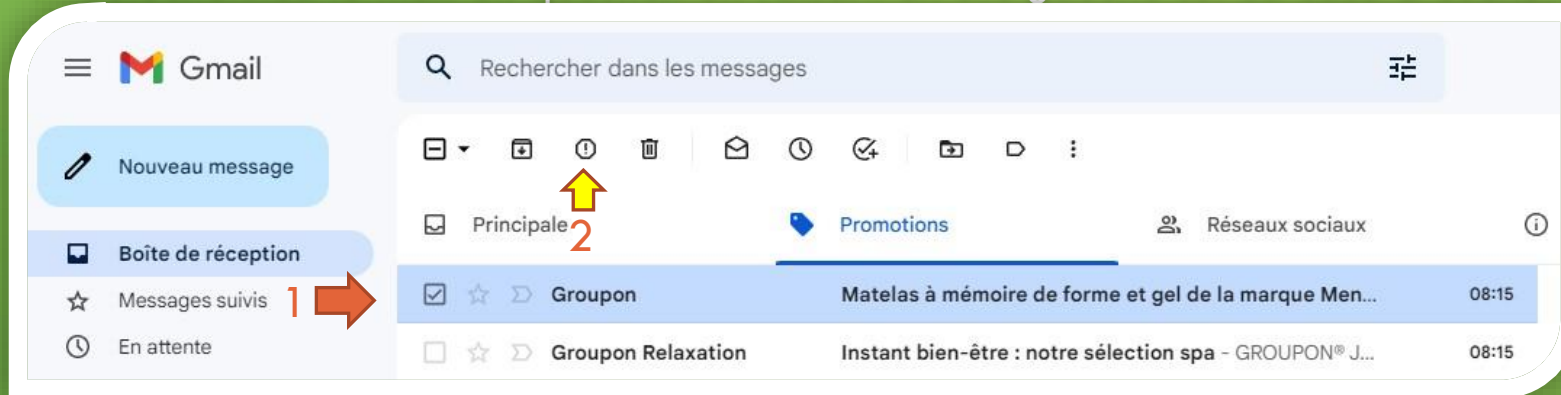 Gmail
Rechercher dans les messages
Nouveau message
Principale
Promotions
Réseaux sociaux
2
Boîte de réception
Messages suivis
1
Groupon Matelas à mémoire de forme et gel de la marque Men... 08:15
En attente
Groupon Relaxation Instant bien-être : notre sélection spa - GROUPON® J... 08:15